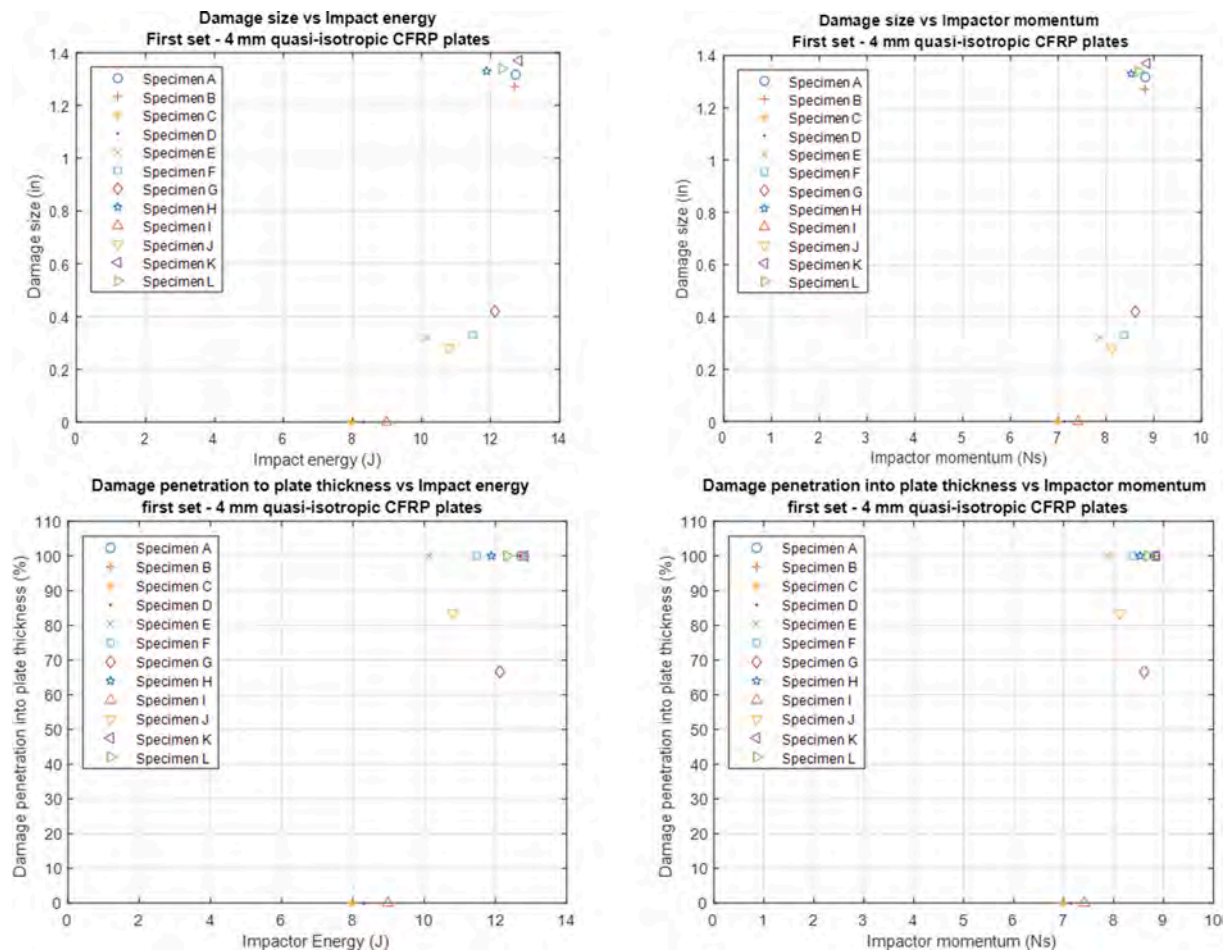 Damage size vs Impact energy
First set - 4 mm quasi-isotropic CFRP plates
1.4
1.2
1
0.8
0.6
0.4
0.2
0
Damage size (in)
Specimen A
Specimen B
Specimen C
Specimen D
Specimen E
Specimen F
Specimen G
Specimen H
Specimen I
Specimen J
Specimen K
Specimen L
0 2 4 6 8 10 12 14
Impact energy (J)
Damage size vs Impactor momentum
First set - 4 mm quasi-isotropic CFRP plates
1.4
1.2
1
0.8
0.6
0.4
0.2
0
Damage size (in)
Specimen A
Specimen B
Specimen C
Specimen D
Specimen E
Specimen F
Specimen G
Specimen H
Specimen I
Specimen J
Specimen K
Specimen L
0 1 2 3 4 5 6 7 8 9 10
Impactor momentum (Ns)
Damage penetration to plate thickness vs Impact energy
first set - 4 mm quasi-isotropic CFRP plates
110
100
90
80
70
60
50
40
30
20
10
0
Damage penetration into plate thickness (%)
Specimen A
Specimen B
Specimen C
Specimen D
Specimen E
Specimen F
Specimen G
Specimen H
Specimen I
Specimen J
Specimen K
Specimen L
0 2 4 6 8 10 12 14
Impactor Energy (J)
Damage penetration into plate thickness vs Impactor momentum
first set - 4 mm quasi-isotropic CFRP plates
110
100
90
80
70
60
50
40
30
20
10
0
Damage penetration into plate thickness (%)
Specimen A
Specimen B
Specimen C
Specimen D
Specimen E
Specimen F
Specimen G
Specimen H
Specimen I
Specimen J
Specimen K
Specimen L
0 1 2 3 4 5 6 7 8 9 10
Impactor momentum (Ns)